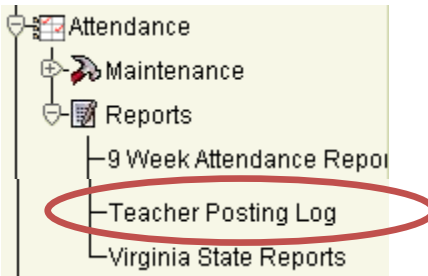 Attendance
Maintenance
Reports
9 Week Attendance Repor
Teacher Posting Log
Virginia State Reports